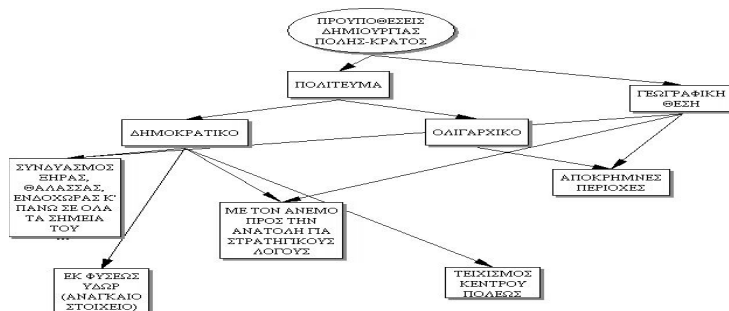 ΠΡΟΥΠΟΘΕΣΕΙΣ
ΔΗΜΙΟΥΡΓΙΑΣ
ΠΟΛΗΣ-ΚΡΑΤΟΣ
ΠΟΛΙΤΕΥΜΑ
ΓΕΩΓΡΑΦΙΚΗ
ΘΕΣΗ
ΔΗΜΟΚΡΑΤΙΚΟ
ΟΛΙΓΑΡΧΙΚΟ
ΣΥΝΔΥΑΣΜΟΣ
ΞΗΡΑΣ,
ΘΑΛΑΣΣΑΣ,
ΕΝΔΟΧΩΡΑΣ Κ'
ΠΑΝΩ ΣΕ ΟΛΑ
ΤΑ ΣΗΜΕΙΑ
ΤΟΥ
...
ΑΠΟΚΡΗΜΝΕΣ
ΠΕΡΙΟΧΕΣ
ΜΕ ΤΟΝ ΑΝΕΜΟ
ΠΡΟΣ ΤΗΝ
ΑΝΑΤΟΛΗ ΓΙΑ
ΣΤΡΑΤΗΓΙΚΟΥΣ
ΛΟΓΟΥΣ
ΕΚ ΦΥΣΕΩΣ
ΥΔΩΡ
(ΑΝΑΓΚΑΙΟ
ΣΤΟΙΧΕΙΟ)
ΤΕΙΧΙΣΜΟΣ
ΚΕΝΤΡΟΥ
ΠΟΛΕΩΣ